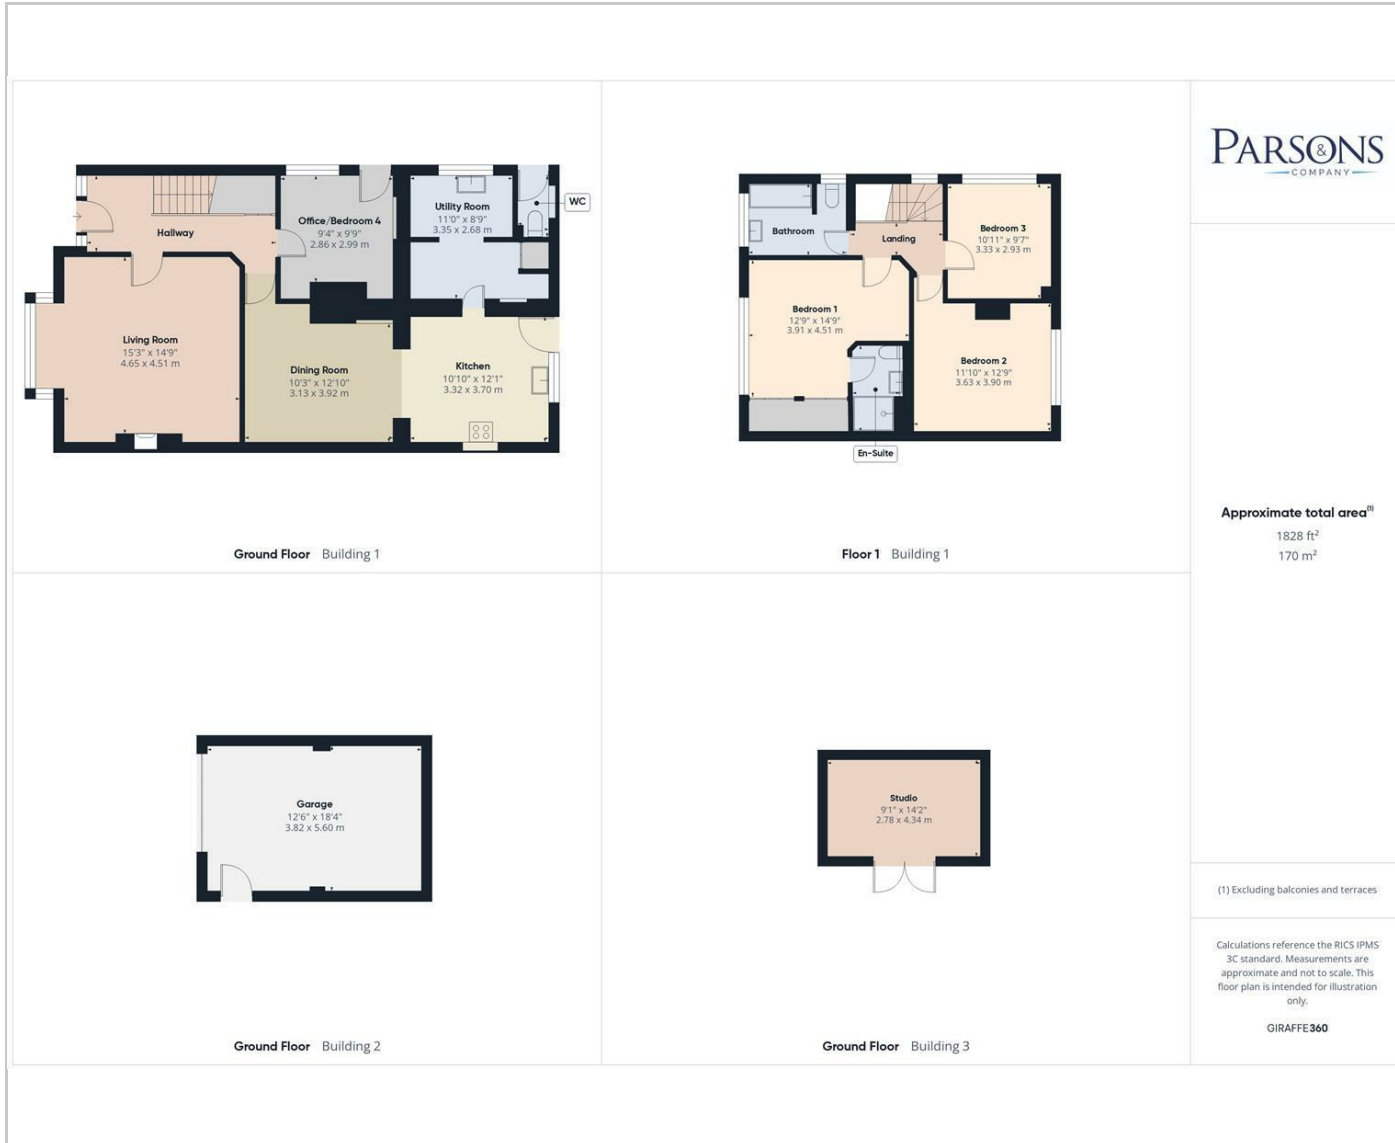 Hallway
Office/Bedroom 4
9'4" x 9'9"
2.86 x 2.99 m
Utility Room
11'0" x 8'9"
3.35 x 2.68 m
WC
Living Room
15'3" x 14'9"
4.65 x 4.51 m
Dining Room
10'3" x 12'10"
3.13 x 3.92 m
Kitchen
10'10" x 12'1"
3.32 x 3.70 m
Ground Floor Building 1
Bathroom
Landing
Bedroom 3
10'11" x 9'7"
3.33 x 2.93 m
Bedroom 1
12'9" x 14'9"
3.91 x 4.51 m
Bedroom 2
11'10" x 12'9"
3.63 x 3.90 m
En-Suite
Floor 1 Building 1
Garage
12'6" x 18'4"
3.82 x 5.60 m
Ground Floor Building 2
Studio
9'1" x 14'2"
2.78 x 4.34 m
Ground Floor Building 3
PARSONS &
COMPANY
Approximate total area(1)
1828 ft²
170 m²
(1) Excluding balconies and terraces
Calculations reference the RICS IPMS
3C standard. Measurements are
approximate and not to scale. This
floor plan is intended for illustration
only.
GIRAFFE360